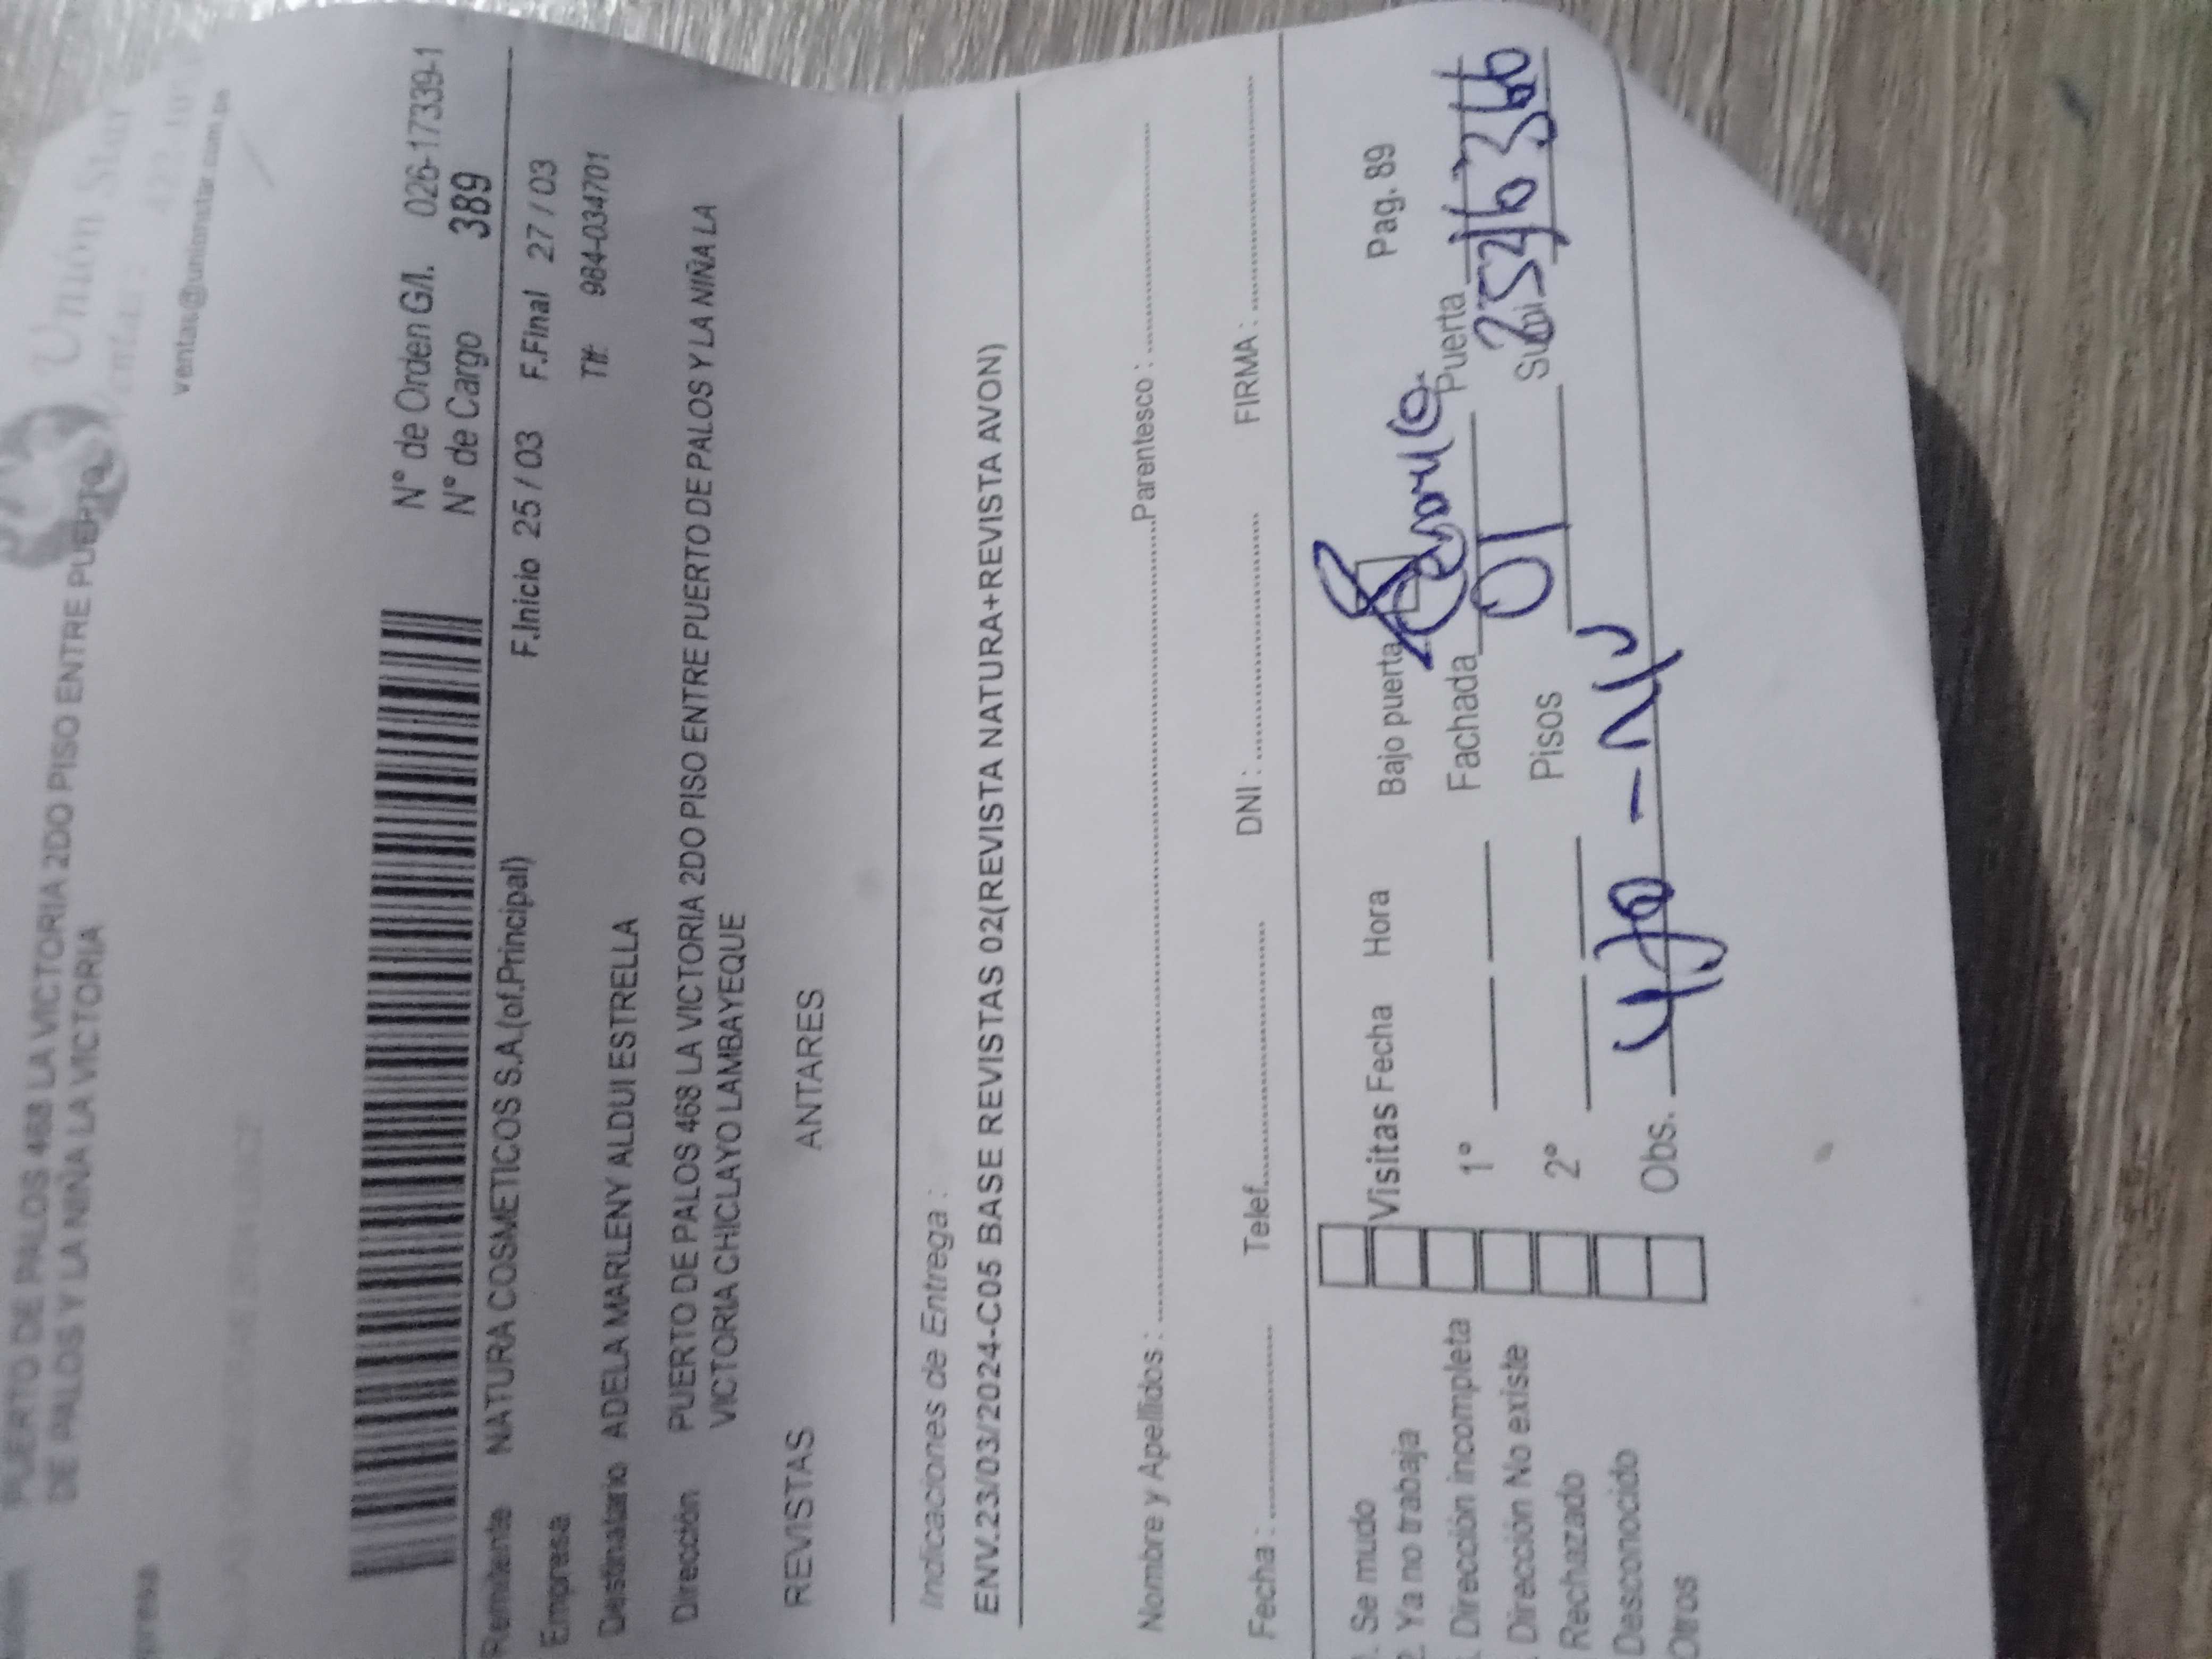 PUERTO DE PALOS 468 LA VICTORIA 2DO PISO ENTRE PUERTO
DE PALOS Y LA NIÑA LA VICTORIA
Unión Star
ventas@unionstar.com.pe
N° de Orden G/I. 026-17339-1
N° de Cargo 389
Remitente NATURA COSMETICOS S.A.(of.Principal)
F.Inicio 25 / 03 F.Final 27 / 03
Empresa
Tlf: 984-034701
Destinatario ADELA MARLENY ALDUI ESTRELLA
Dirección PUERTO DE PALOS 468 LA VICTORIA 2DO PISO ENTRE PUERTO DE PALOS Y LA NIÑA LA
VICTORIA CHICLAYO LAMBAYEQUE
REVISTAS ANTARES
Indicaciones de Entrega :
ENV.23/03/2024-C05 BASE REVISTAS 02(REVISTA NATURA+REVISTA AVON)
Nombre y Apellidos : Parentesco :
Fecha : Telef. DNI : FIRMA :
1. Se mudo
2. Ya no trabaja
Dirección incompleta
Dirección No existe
Rechazado
Desconocido
Otros
Visitas Fecha Hora Bajo puerta Pag. 89
1° Fachada Puerta
2° Pisos 01
Obs.